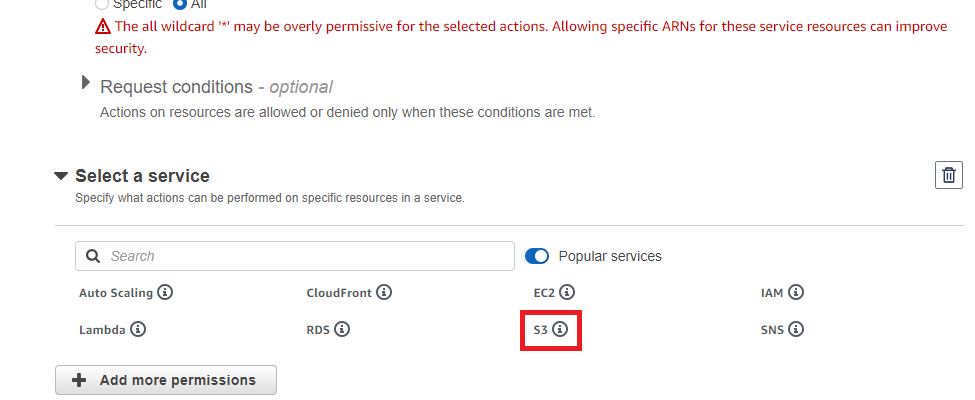 Specific All
The all wildcard '*' may be overly permissive for the selected actions. Allowing specific ARNs for these service resources can improve
security.
Request conditions - optional
Actions on resources are allowed or denied only when these conditions are met.
Select a service
Specify what actions can be performed on specific resources in a service.
Search Popular services
Auto Scaling CloudFront EC2 IAM
Lambda RDS S3 SNS
Add more permissions